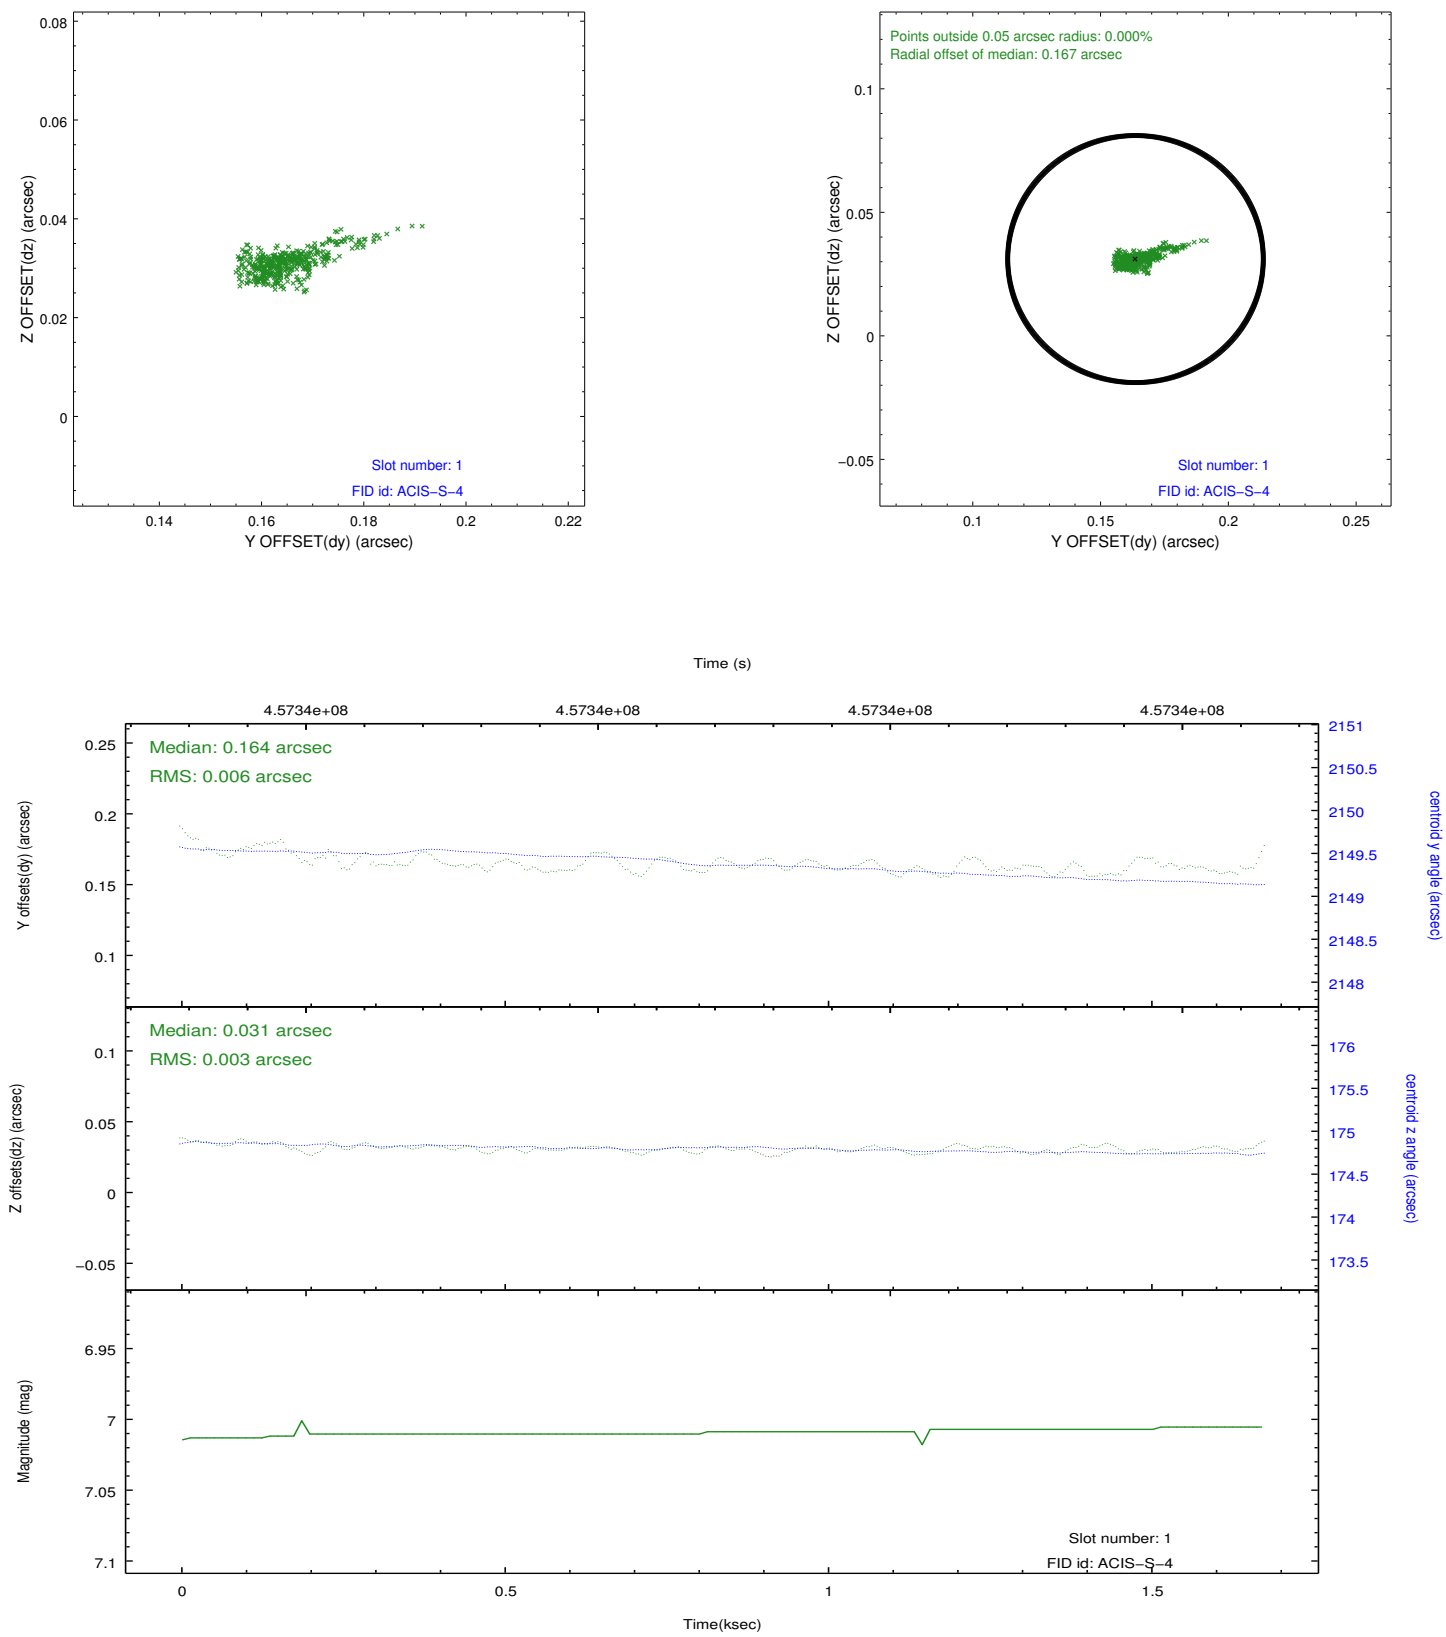 0.08
0.06
0.04
0.02
0
Z OFFSET(dz) (arcsec)
Slot number: 1
FID id: ACIS−S−4
0.14
0.16
0.18
0.2
0.22
Y OFFSET(dy) (arcsec)
Points outside 0.05 arcsec radius: 0.000%
Radial offset of median: 0.167 arcsec
0.1
0.05
0
−0.05
Z OFFSET(dz) (arcsec)
Slot number: 1
FID id: ACIS−S−4
0.1
0.15
0.2
0.25
Y OFFSET(dy) (arcsec)
Time (s)
4.5734e+08
4.5734e+08
4.5734e+08
4.5734e+08
Median: 0.164 arcsec
RMS: 0.006 arcsec
0.25
0.2
0.15
0.1
Y offsets(dy) (arcsec)
2151
2150.5
2150
2149.5
2149
2148.5
2148
centroid y angle (arcsec)
Median: 0.031 arcsec
RMS: 0.003 arcsec
0.1
0.05
0
−0.05
Z offsets(dz) (arcsec)
176
175.5
175
174.5
174
173.5
centroid z angle (arcsec)
6.95
7
7.05
7.1
Magnitude (mag)
Slot number: 1
FID id: ACIS−S−4
0
0.5
1
1.5
Time(ksec)